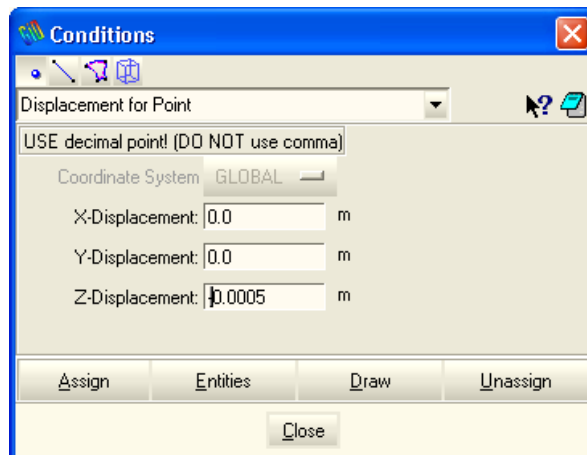 Conditions
Displacement for Point
USE decimal point! (DO NOT use comma)
Coordinate System GLOBAL
X-Displacement: 0.0 m
Y-Displacement: 0.0 m
Z-Displacement: -0.0005 m
Assign Entities Draw Unassign
Close